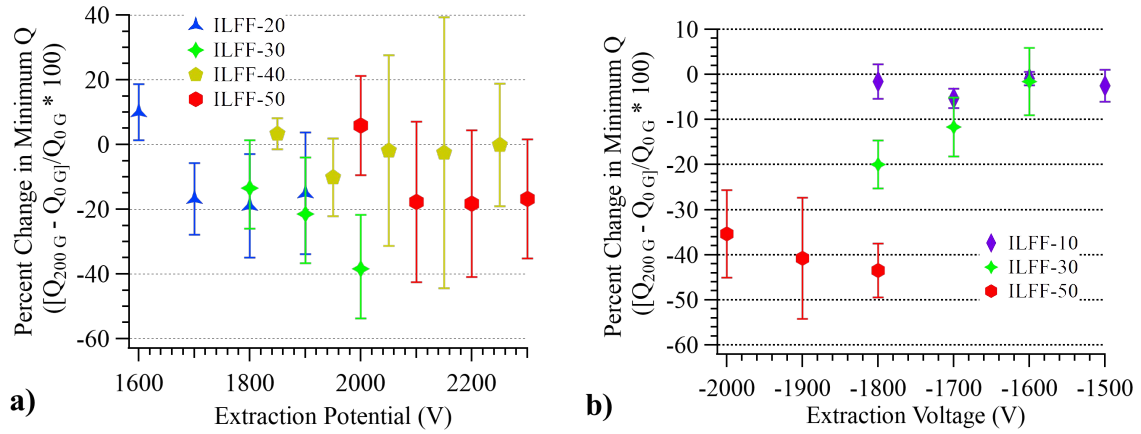 Percent Change in Minimum Q
([Q200 G - Q0 G]/Q0 G * 100)
40
20
0
-20
-40
-60
ILFF-20
ILFF-30
ILFF-40
ILFF-50
1600
1800
2000
2200
Extraction Potential (V)
a)
Percent Change in Minimum Q
([Q200 G - Q0 G]/Q0 G * 100)
10
0
-10
-20
-30
-40
-50
-60
ILFF-10
ILFF-30
ILFF-50
-2000
-1900
-1800
-1700
-1600
-1500
Extraction Voltage (V)
b)